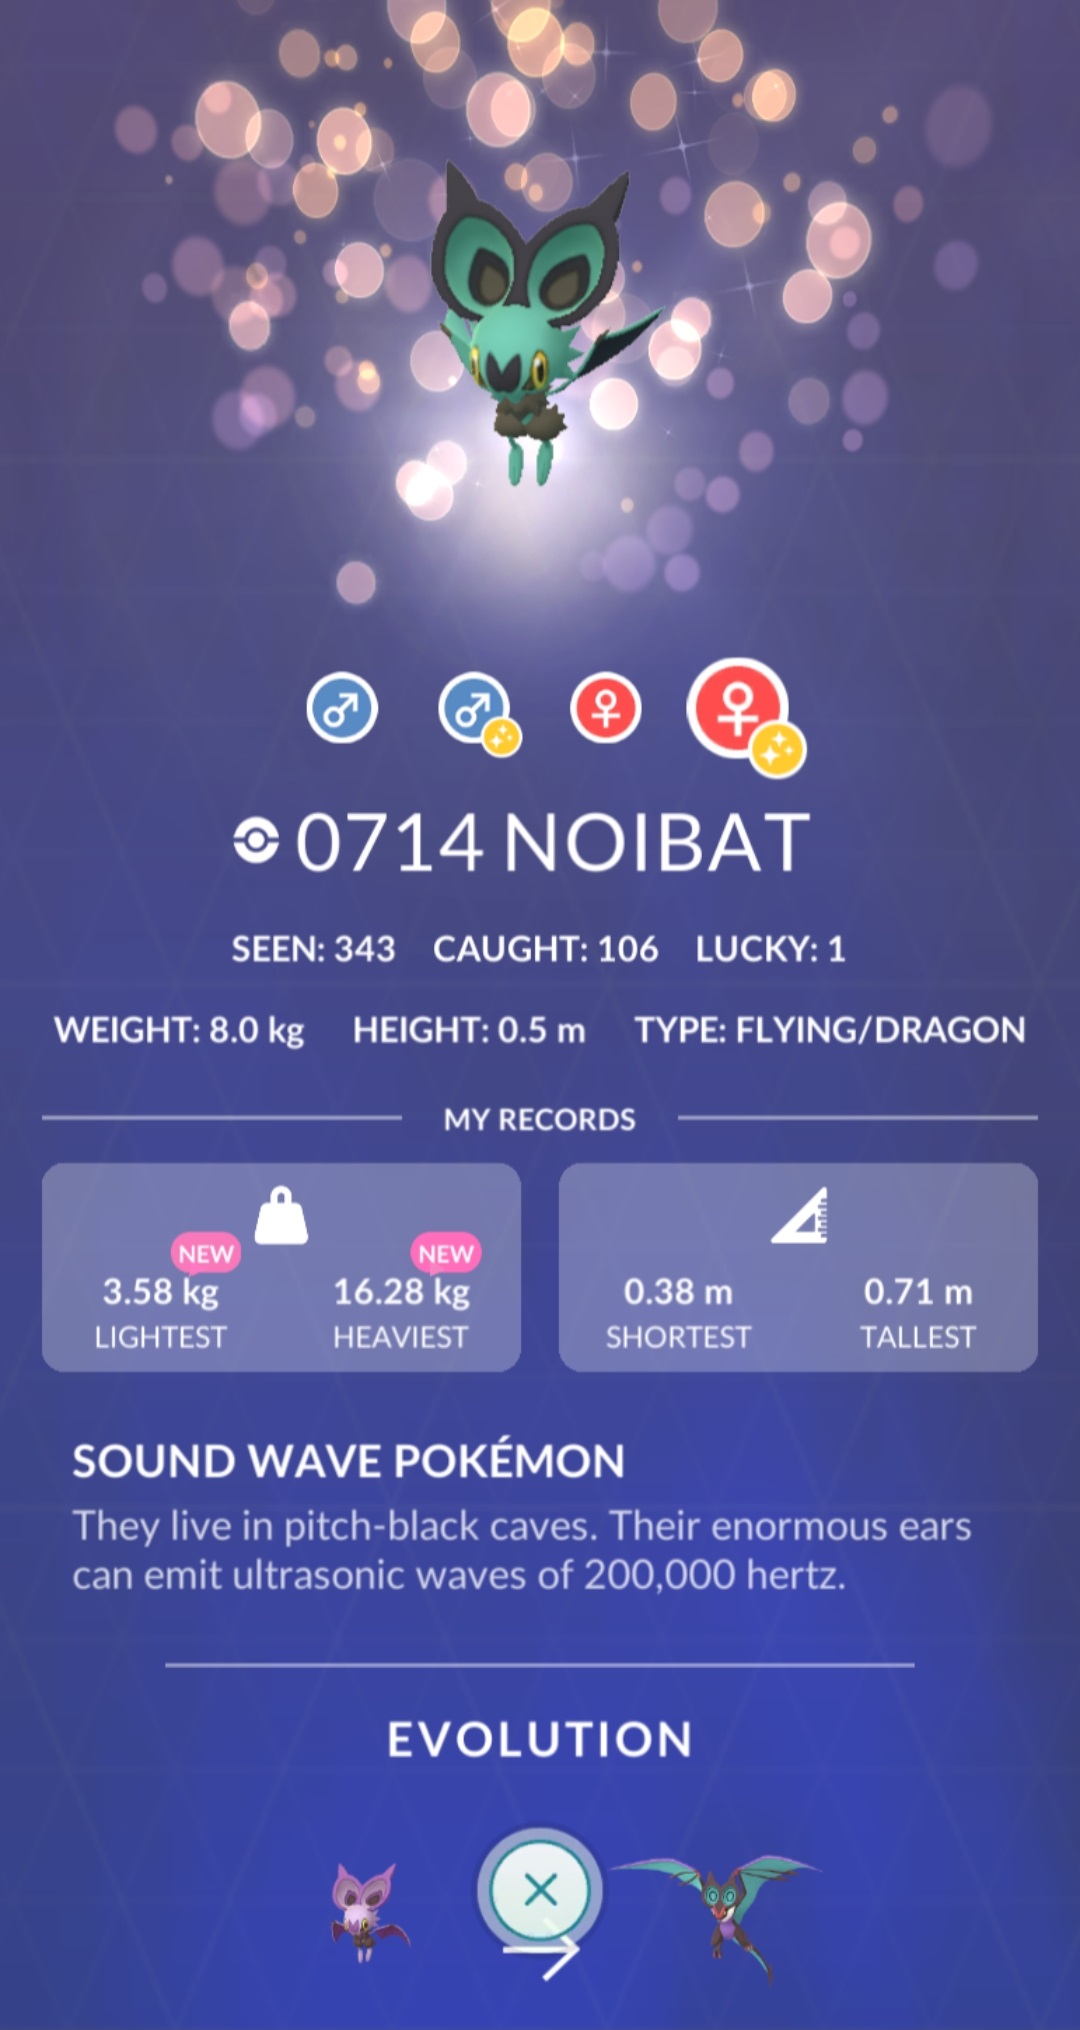 0714 NOIBAT
SEEN: 343 CAUGHT: 106 LUCKY: 1
WEIGHT: 8.0 kg HEIGHT: 0.5 m TYPE: FLYING/DRAGON
MY RECORDS
NEW NEW
3.58 kg 16.28 kg 0.38 m 0.71 m
LIGHTEST HEAVIEST SHORTEST TALLEST
SOUND WAVE POKÉMON
They live in pitch-black caves. Their enormous ears
can emit ultrasonic waves of 200,000 hertz.
EVOLUTION